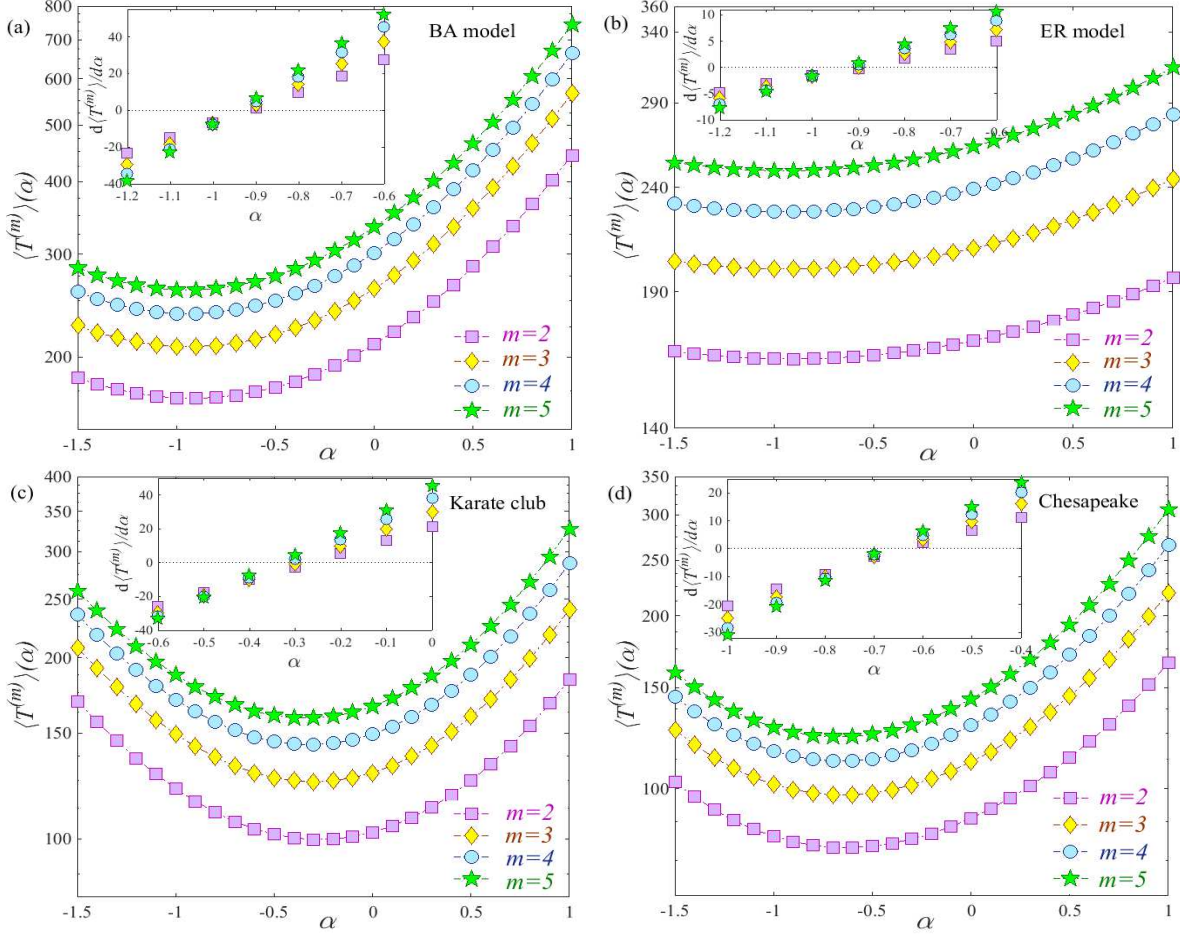 (a)
BA model
800
700
600
500
400
300
200
⟨T^(m)⟩(α)
-1.5 -1 -0.5 0 0.5 1
α
40
20
0
-20
-40
d⟨T^(m)⟩/dα
-1.2 -1.1 -1 -0.9 -0.8 -0.7 -0.6
α
m=2
m=3
m=4
m=5
(b)
ER model
360
290
240
190
140
⟨T^(m)⟩(α)
-1.5 -1 -0.5 0 0.5 1
α
10
5
0
-5
-10
d⟨T^(m)⟩/dα
-1.2 -1.1 -1 -0.9 -0.8 -0.7 -0.6
α
m=2
m=3
m=4
m=5
(c)
Karate club
400
350
300
250
200
150
100
⟨T^(m)⟩(α)
-1.5 -1 -0.5 0 0.5 1
α
40
20
0
-20
-40
d⟨T^(m)⟩/dα
-0.6 -0.5 -0.4 -0.3 -0.2 -0.1 0
α
m=2
m=3
m=4
m=5
(d)
Chesapeake
350
300
250
200
150
100
⟨T^(m)⟩(α)
-1.5 -1 -0.5 0 0.5 1
α
20
10
0
-10
-20
-30
d⟨T^(m)⟩/dα
-1 -0.9 -0.8 -0.7 -0.6 -0.5 -0.4
α
m=2
m=3
m=4
m=5